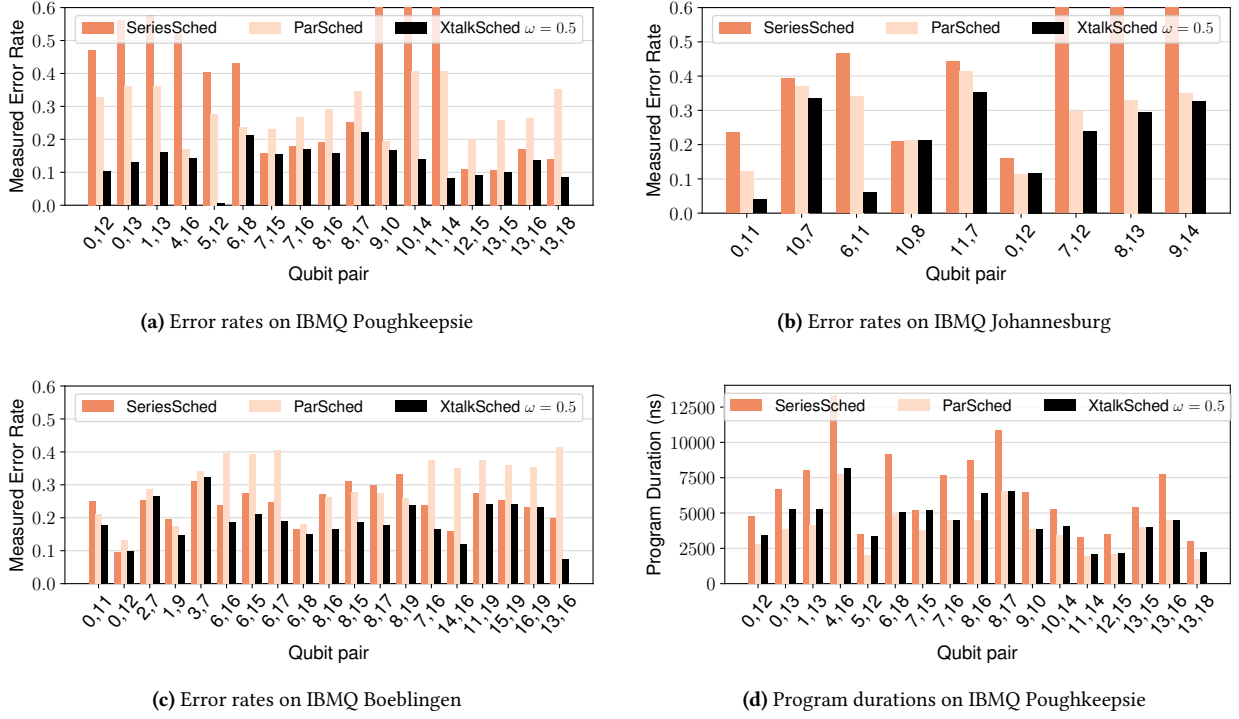 0.6
0.5
0.4
0.3
0.2
0.1
0.0
Measured Error Rate
SeriesSched ParSched XtalkSched ω = 0.5
0,12 0,13 1,13 4,16 5,12 6,18 7,15 7,16 8,16 8,17 9,10 10,14 11,14 12,15 13,15 13,16 13,18
Qubit pair
(a) Error rates on IBMQ Poughkeepsie
0.6
0.5
0.4
0.3
0.2
0.1
0.0
Measured Error Rate
SeriesSched ParSched XtalkSched ω = 0.5
0,11 10,7 6,11 10,8 11,7 0,12 7,12 8,13 9,14
Qubit pair
(b) Error rates on IBMQ Johannesburg
0.6
0.5
0.4
0.3
0.2
0.1
0.0
Measured Error Rate
SeriesSched ParSched XtalkSched ω = 0.5
0,11 0,12 2,7 1,9 3,7 6,16 6,15 6,17 6,18 8,16 8,15 8,17 8,19 7,16 14,16 11,19 15,19 16,19 13,16
Qubit pair
(c) Error rates on IBMQ Boeblingen
12500
10000
7500
5000
2500
0
Program Duration (ns)
SeriesSched ParSched XtalkSched ω = 0.5
0,12 0,13 1,13 4,16 5,12 6,18 7,15 7,16 8,16 8,17 9,10 10,14 11,14 12,15 13,15 13,16 13,18
Qubit pair
(d) Program durations on IBMQ Poughkeepsie